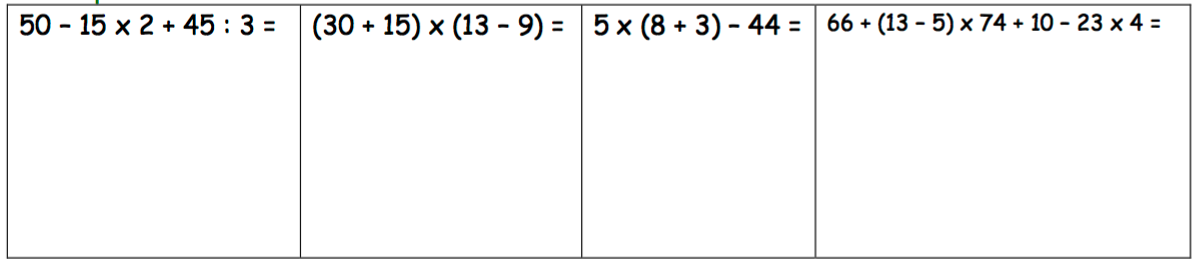 50 – 15 x 2 + 45 : 3 =
(30 + 15) x (13 – 9) =
5 x (8 + 3) – 44 =
66 + (13 – 5) x 74 + 10 – 23 x 4 =